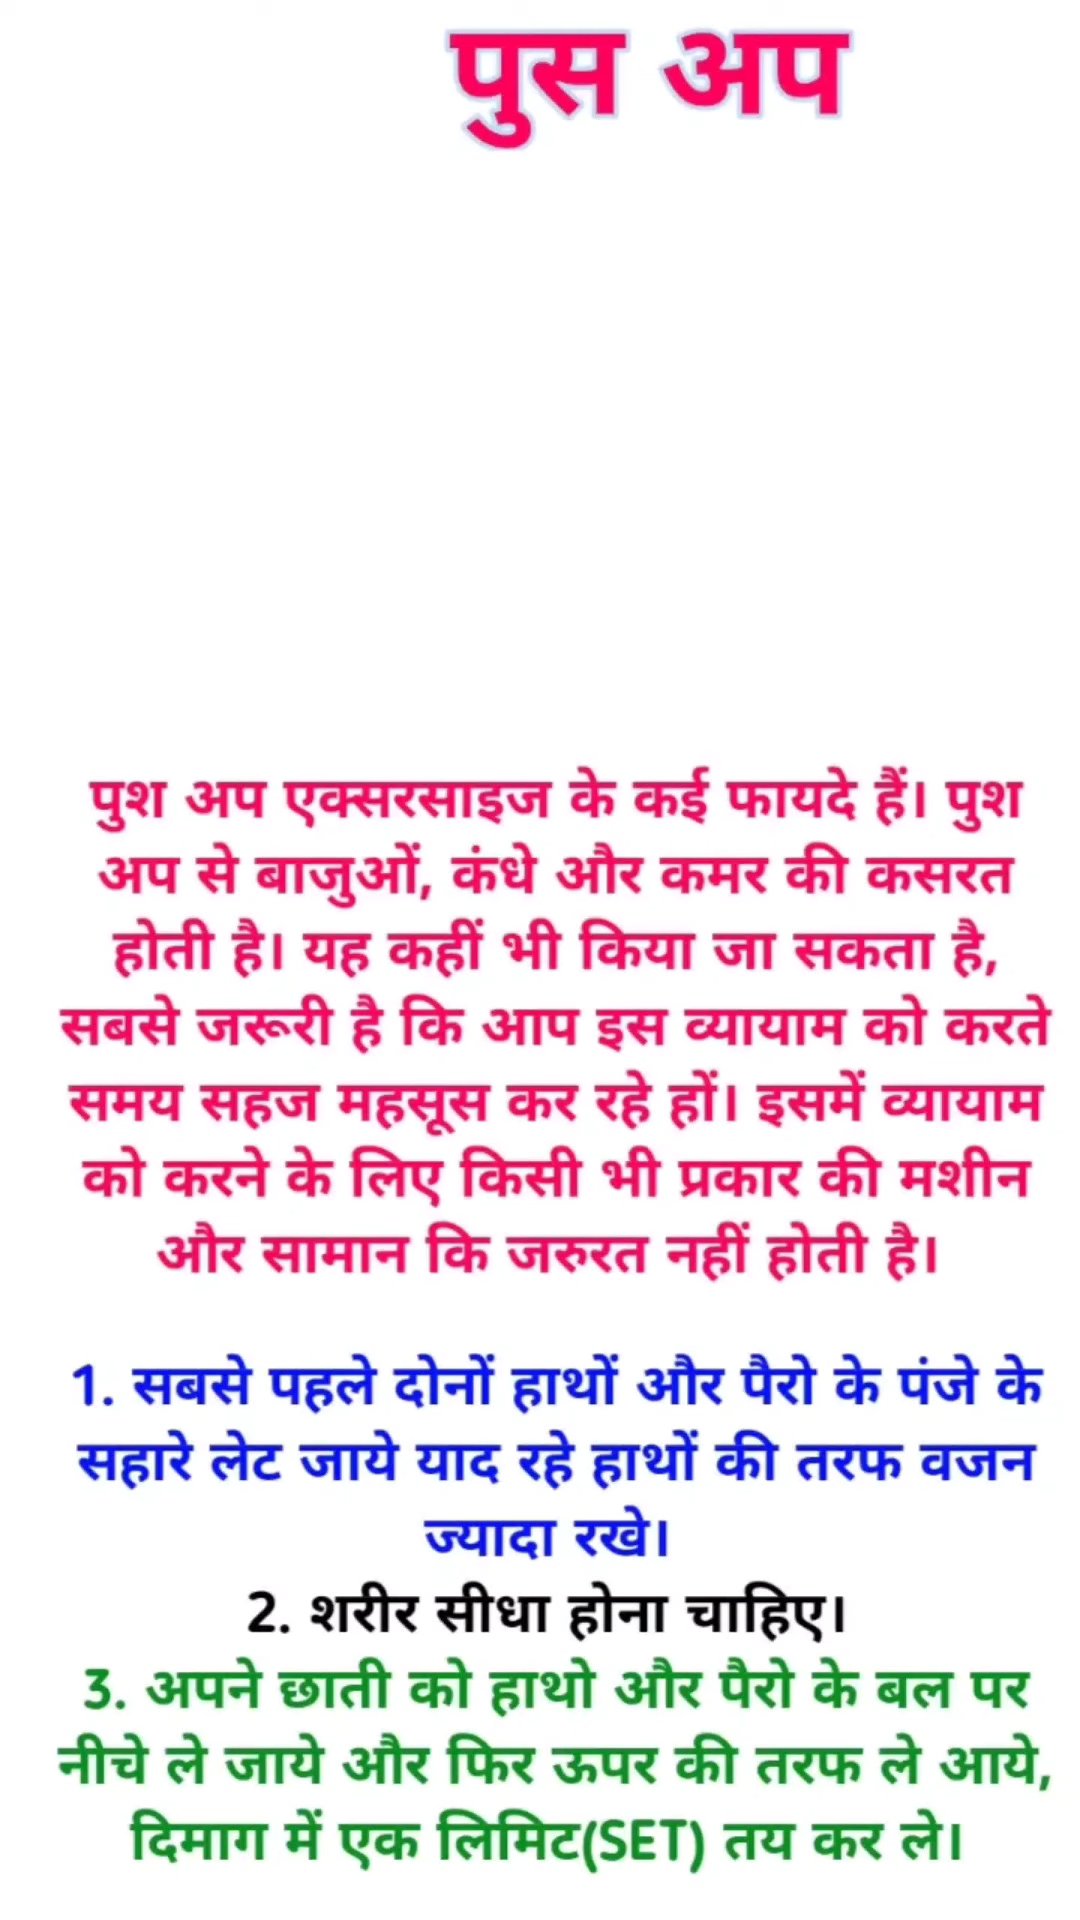 पुस अप
पुश अप एक्सरसाइज के कई फायदे हैं। पुश
अप से बाजुओं, कंधे और कमर की कसरत
होती है। यह कहीं भी किया जा सकता है,
सबसे जरूरी है कि आप इस व्यायाम को करते
समय सहज महसूस कर रहे हों। इसमें व्यायाम
को करने के लिए किसी भी प्रकार की मशीन
और सामान कि जरुरत नहीं होती है।
1. सबसे पहले दोनों हाथों और पैरो के पंजे के
सहारे लेट जाये याद रहे हाथों की तरफ वजन
ज्यादा रखे।
2. शरीर सीधा होना चाहिए।
3. अपने छाती को हाथो और पैरो के बल पर
नीचे ले जाये और फिर ऊपर की तरफ ले आये,
दिमाग में एक लिमिट(SET) तय कर ले।